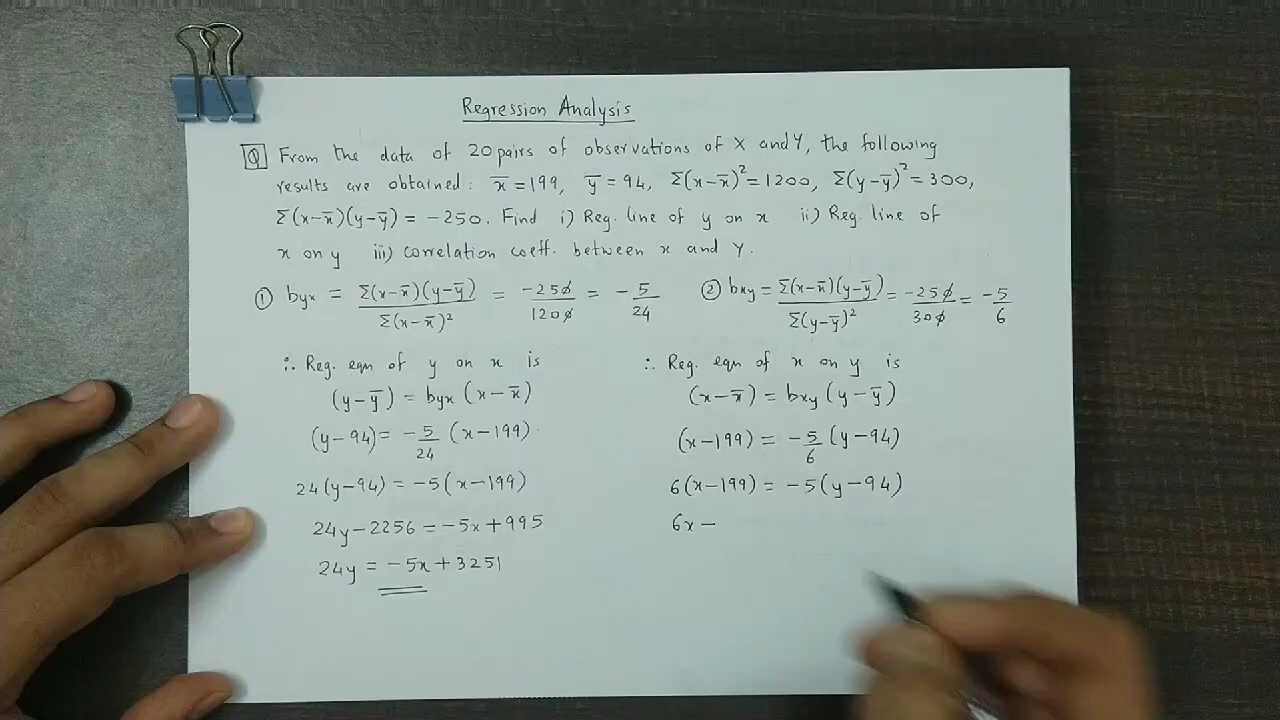 Regression Analysis
Q From the data of 20 pairs of observations of X and Y, the following
results are obtained: x̄ = 199, ȳ = 94, Σ(x-x̄)² = 1200, Σ(y-ȳ)² = 300,
Σ(x-x̄)(y-ȳ) = -250. Find i) Reg. line of y on x ii) Reg. line of
x on y iii) correlation coeff. between x and Y.
① byx = Σ(x-x̄)(y-ȳ) / Σ(x-x̄)² = -250 / 1200 = -5/24
∴ Reg. eqn of y on x is
(y-ȳ) = byx (x-x̄)
(y-94) = -5/24 (x-199)
24(y-94) = -5(x-199)
24y-2256 = -5x+995
24y = -5x+3251
② bxy = Σ(x-x̄)(y-ȳ) / Σ(y-ȳ)² = -250 / 300 = -5/6
∴ Reg. eqn of x on y is
(x-x̄) = bxy (y-ȳ)
(x-199) = -5/6 (y-94)
6(x-199) = -5(y-94)
6x-